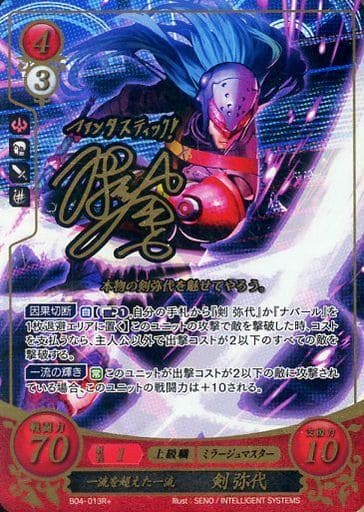 4
3
ファンタスティック!
本物の剣弥代を魅せてやろう。
因果切断 自分の手札から『剣 弥代』か『ナバール』を
1枚退避エリアに置く】このユニットの攻撃で敵を撃破した時、コスト
を支払うなら、主人公以外で出撃コストが2以下のすべての敵を
撃破する。
一流の輝き 常 このユニットが出撃コストが2以下の敵に攻撃され
ている場合、このユニットの戦闘力は+10される。
戦闘力 70
射程 1
上級職 ミラージュマスター
支援力 10
一流を超えた一流 剣 弥代
B04-013R+ Illust:SENO / INTELLIGENT SYSTEMS